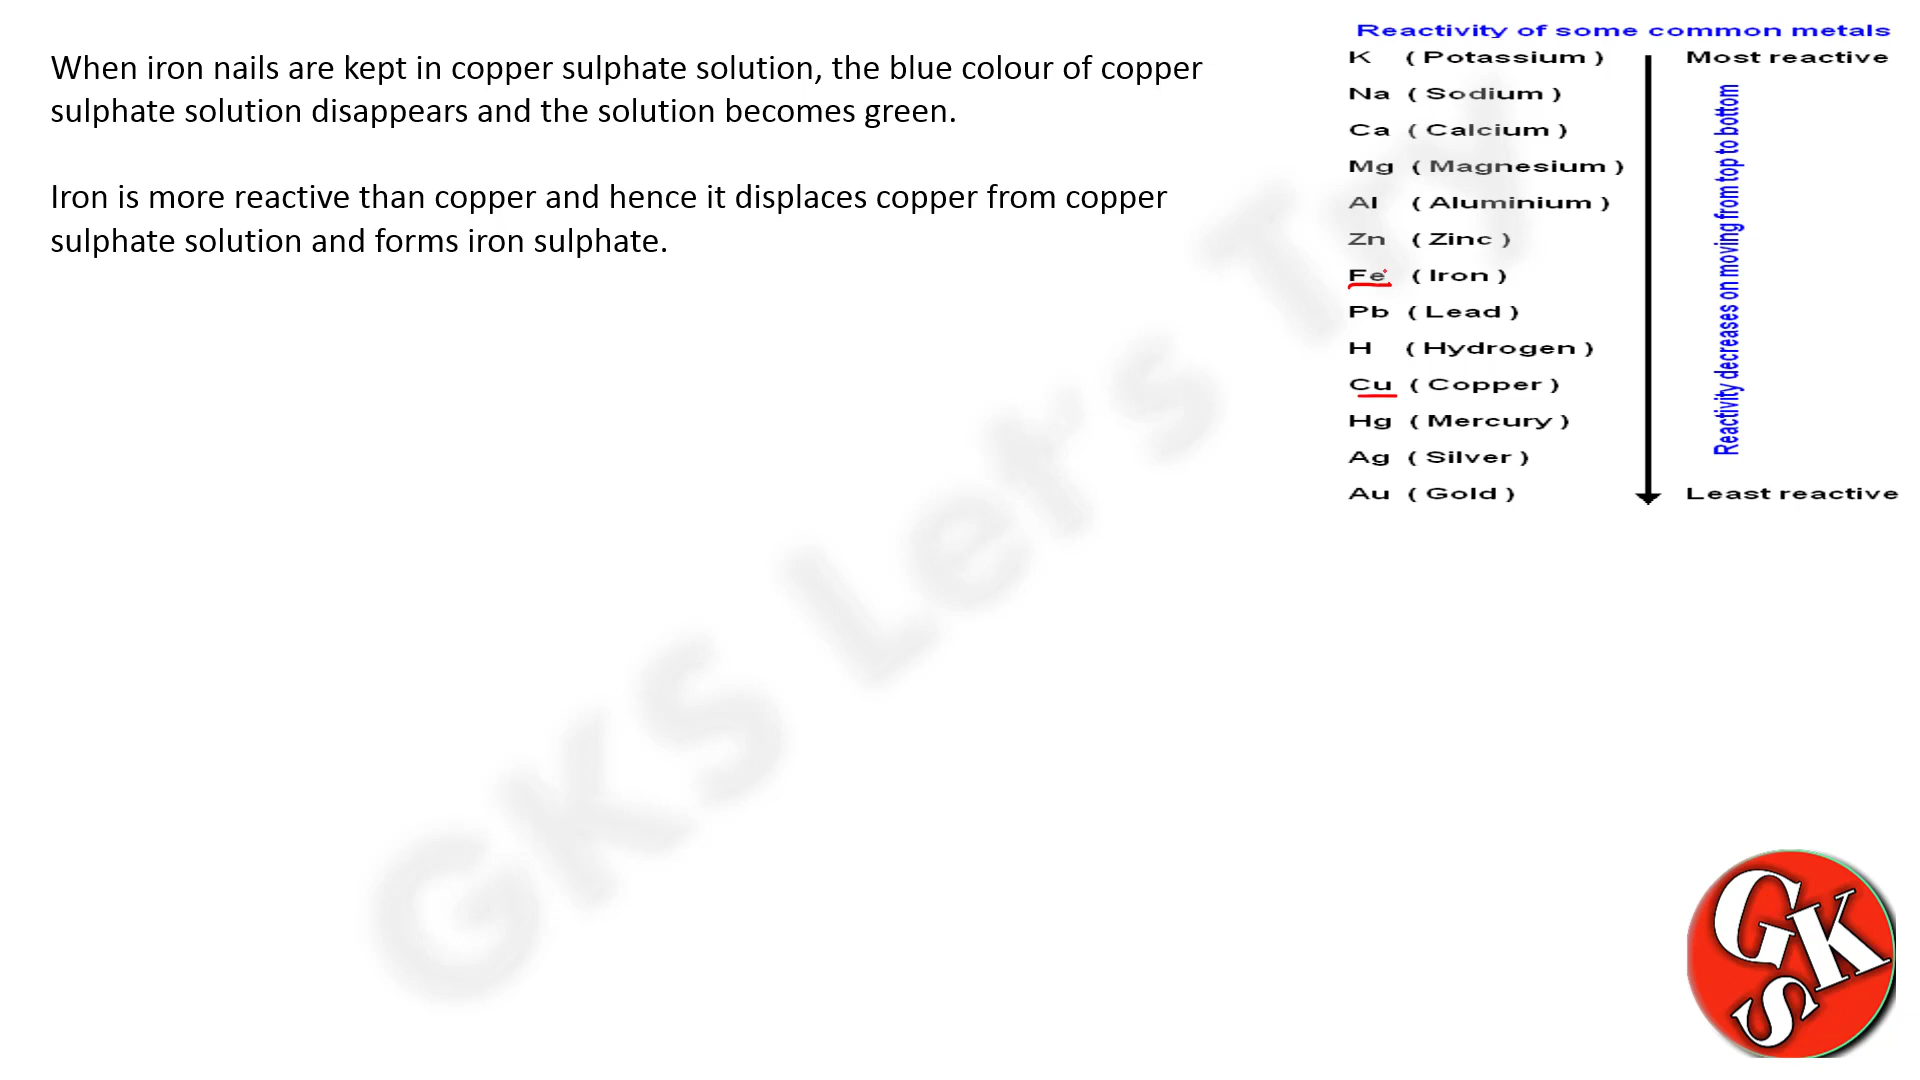 When iron nails are kept in copper sulphate solution, the blue colour of copper
sulphate solution disappears and the solution becomes green.
Iron is more reactive than copper and hence it displaces copper from copper
sulphate solution and forms iron sulphate.
Reactivity of some common metals
K ( Potassium ) Most reactive
Na ( Sodium )
Ca ( Calcium )
Mg ( Magnesium )
Al ( Aluminium )
Zn ( Zinc )
Fe ( Iron )
Pb ( Lead )
H ( Hydrogen )
Cu ( Copper )
Hg ( Mercury )
Ag ( Silver )
Au ( Gold ) Least reactive
Reactivity decreases on moving from top to bottom
GKS Ler's
GKS